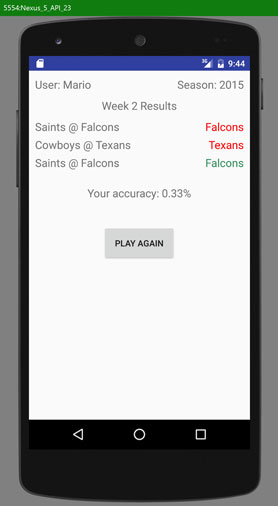 5554:Nexus_5_API_23
3G 9:44
User: Mario Season: 2015
Week 2 Results
Saints @ Falcons Falcons
Cowboys @ Texans Texans
Saints @ Falcons Falcons
Your accuracy: 0.33%
PLAY AGAIN